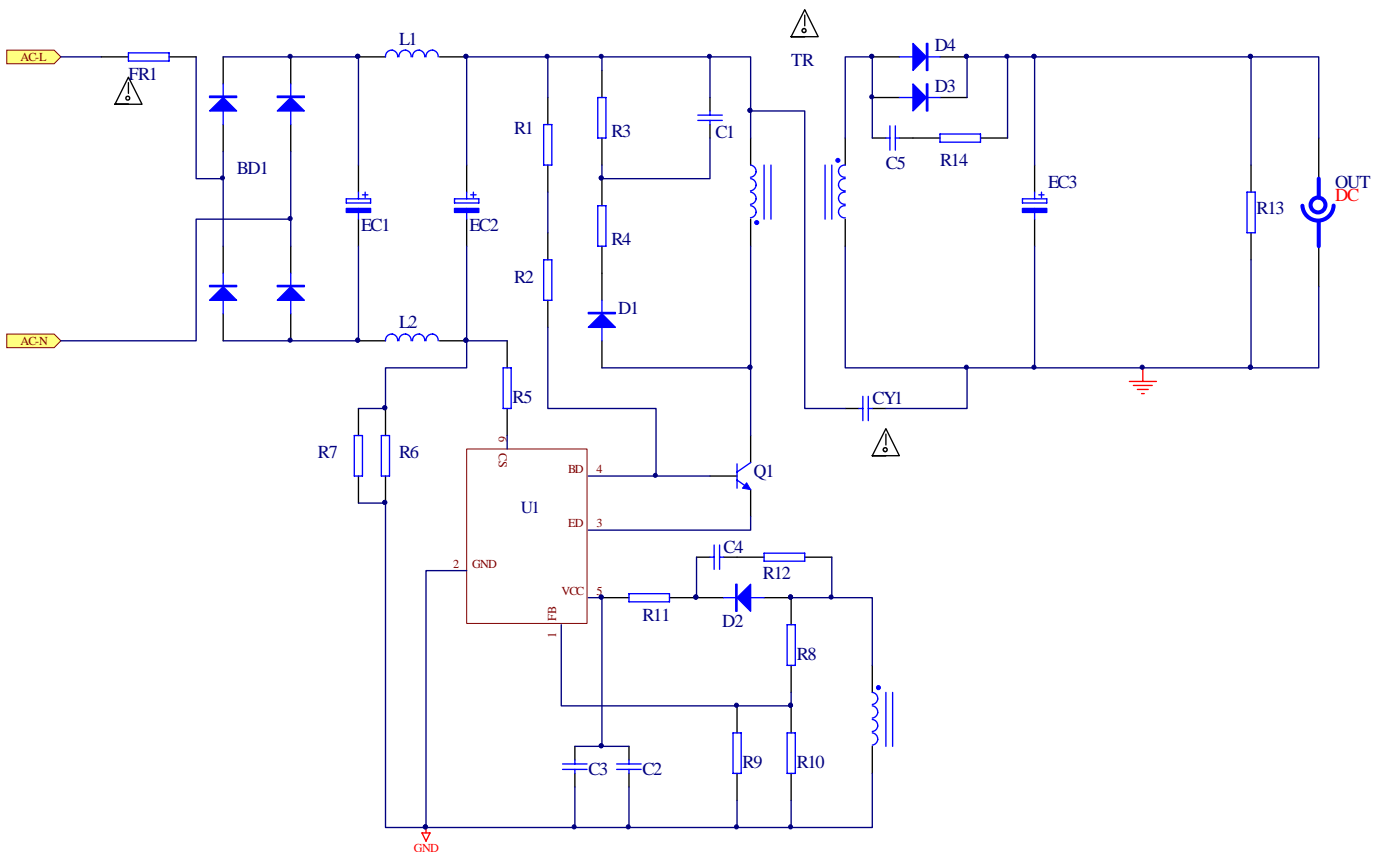 L1
D4
AC-L
TR
FR1
D3
R1
R3
C1
C5
R14
BD1
EC3
OUT
DC
EC1
EC2
R13
R4
R2
D1
L2
AC-N
R5
CY1
R7
R6
9
CS
BD
4
Q1
U1
ED
3
C4
2
GND
R12
VCC
5
FB
R11
D2
1
R8
C3
C2
R9
R10
GND